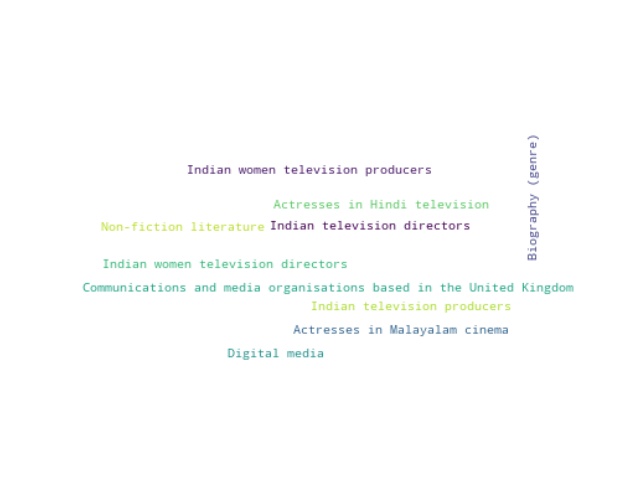 Indian women television producers
Biography (genre)
Actresses in Hindi television
Non-fiction literature
Indian television directors
Indian women television directors
Communications and media organisations based in the United Kingdom
Indian television producers
Actresses in Malayalam cinema
Digital media